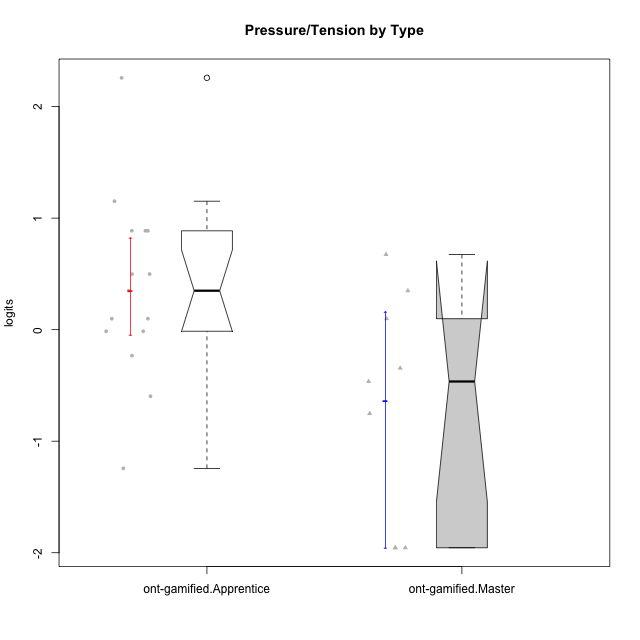 Pressure/Tension by Type
logits
2
1
0
-1
-2
ont-gamified.Apprentice
ont-gamified.Master